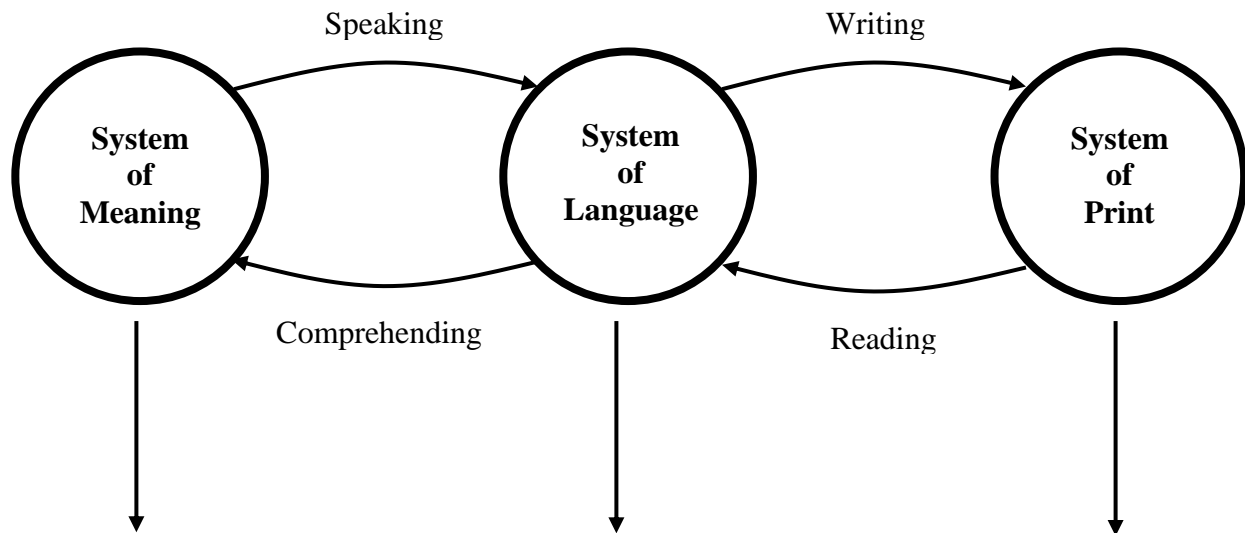 Speaking
Writing
System
of
Meaning
System
of
Language
System
of
Print
Comprehending
Reading